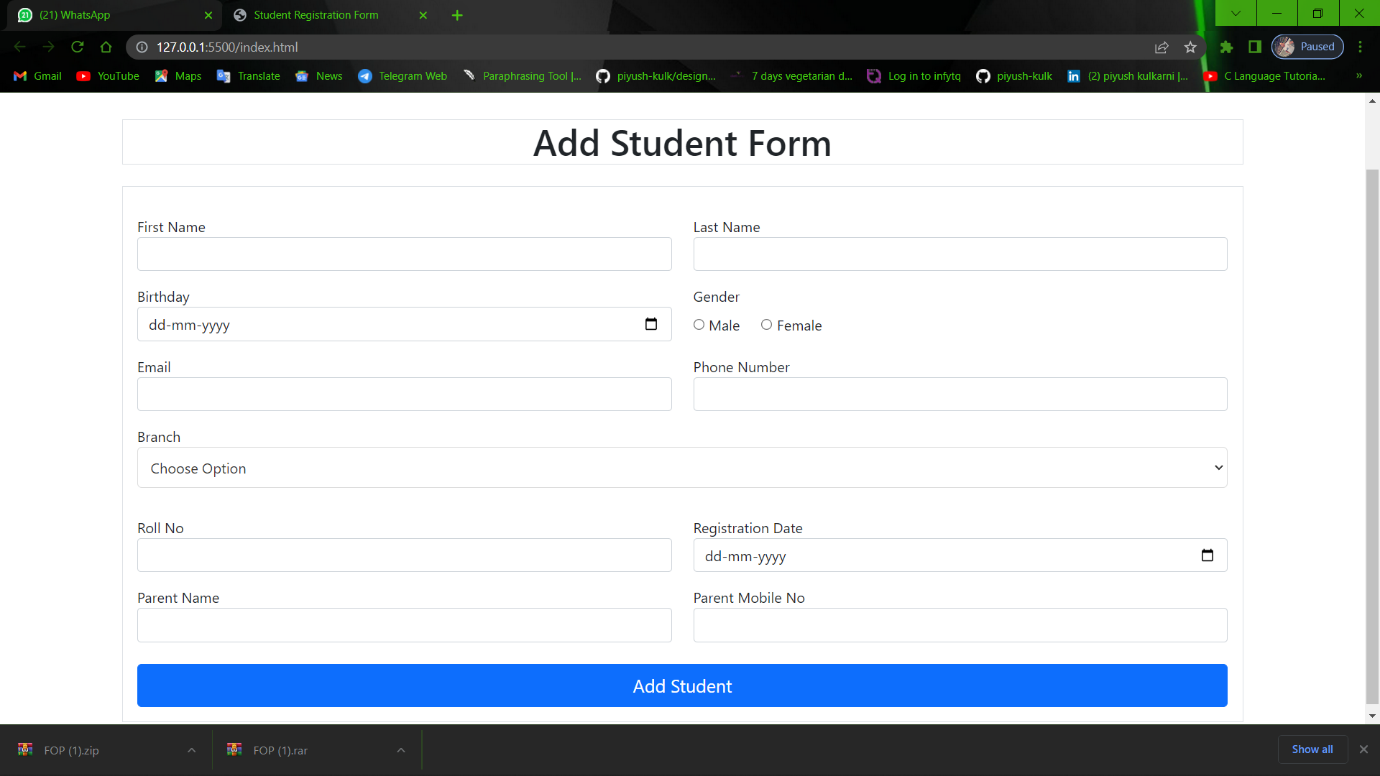 21 (21) WhatsApp
Student Registration Form
127.0.0.1:5500/index.html
Paused
Gmail YouTube Maps Translate News Telegram Web Paraphrasing Tool |... piyush-kulk/design... 7 days vegetarian d... Log in to infytq piyush-kulk (2) piyush kulkarni |... C Language Tutoria... »
Add Student Form
First Name Last Name
Birthday Gender
dd-mm-yyyy Male Female
Email Phone Number
Branch
Choose Option
Roll No Registration Date
dd-mm-yyyy
Parent Name Parent Mobile No
Add Student
FOP (1).zip FOP (1).rar Show all